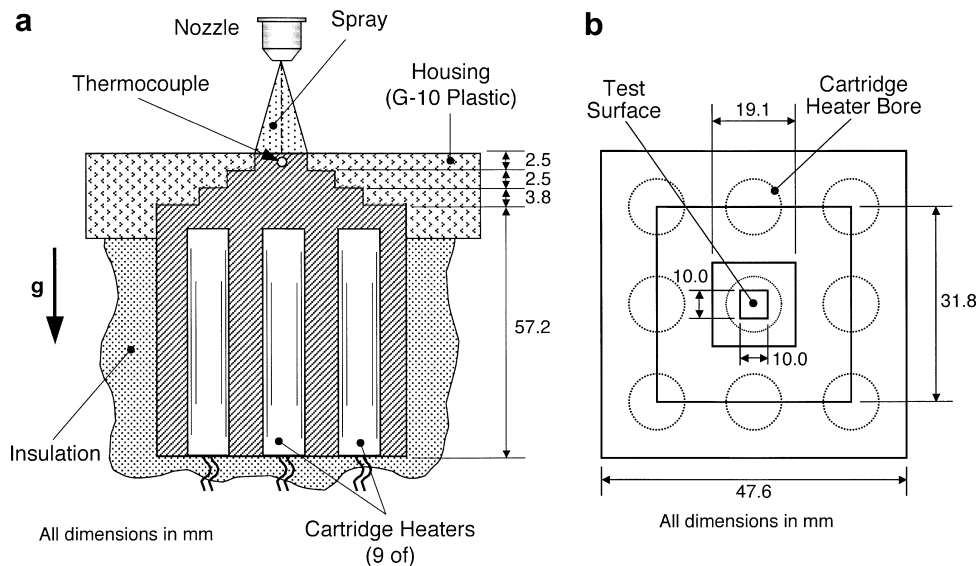 a
Nozzle
Spray
Thermocouple
Housing
(G-10 Plastic)
2.5
2.5
3.8
g
57.2
Insulation
Cartridge Heaters
(9 of)
All dimensions in mm
b
Test
Surface
Cartridge
Heater Bore
19.1
10.0
10.0
31.8
47.6
All dimensions in mm